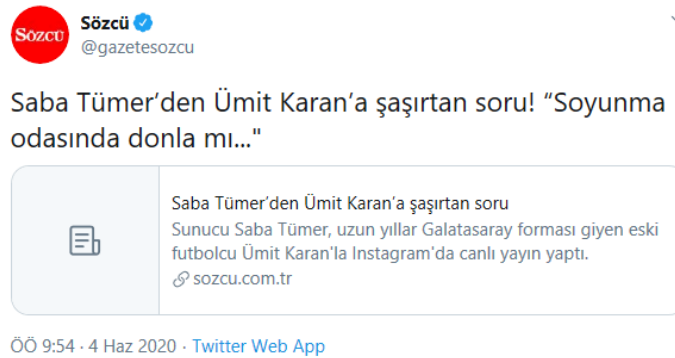 SÖZCÜ
Sözcü
@gazetesozcu
Saba Tümer’den Ümit Karan’a şaşırtan soru! “Soyunma
odasında donla mı..."
Saba Tümer’den Ümit Karan’a şaşırtan soru
Sunucu Saba Tümer, uzun yıllar Galatasaray forması giyen eski
futbolcu Ümit Karan'la Instagram'da canlı yayın yaptı.
sozcu.com.tr
ÖÖ 9:54 · 4 Haz 2020 · Twitter Web App